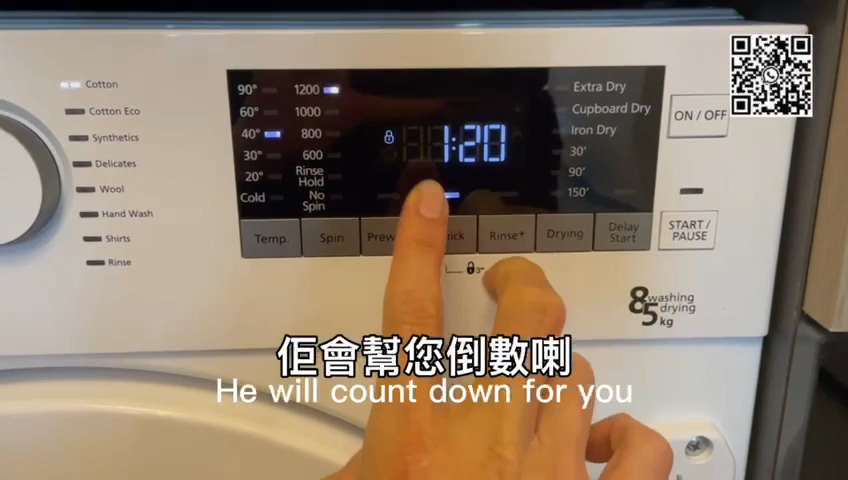 Cotton
Cotton Eco
Synthetics
Delicates
Wool
Hand Wash
Shirts
Rinse
90°
60°
40°
30°
20°
Cold
1200
1000
800
600
Rinse
Hold
No
Spin
1:20
Extra Dry
Cupboard Dry
Iron Dry
30'
90'
150'
ON / OFF
Temp.
Spin
Rinse+
Drying
Delay
Start
START /
PAUSE
3"
8 washing
5 drying
kg
佢會幫您倒數喇
He will count down for you